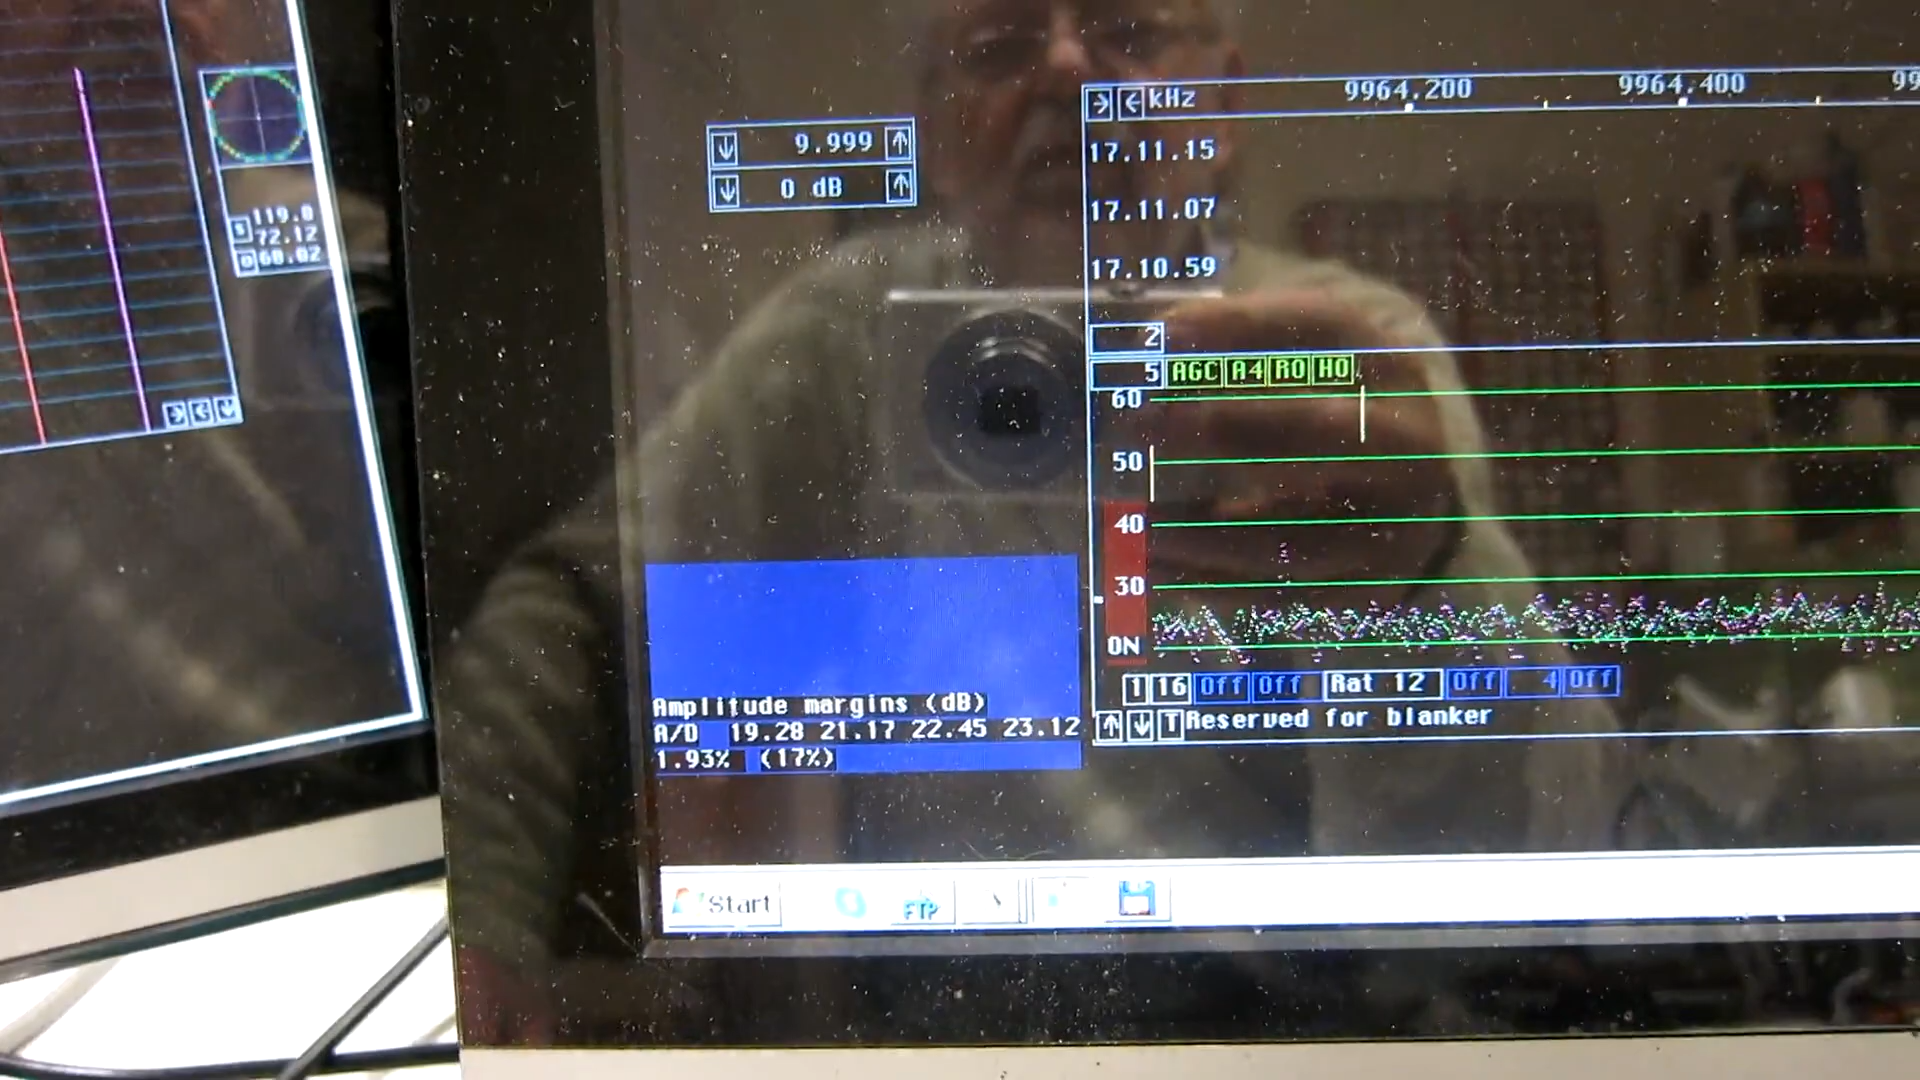 119.0
S 72.12
60.02
9.999
0 dB
kHz 9964.200 9964.400 99
17.11.15
17.11.07
17.10.59
2
5 AGC A4 R0 H0
60
50
40
30
0N
1 16 Off Off Rat 12 Off 4 Off
T Reserved for blanker
Amplitude margins (dB)
A/D 19.28 21.17 22.45 23.12
1.93% (17%)
Start FTP